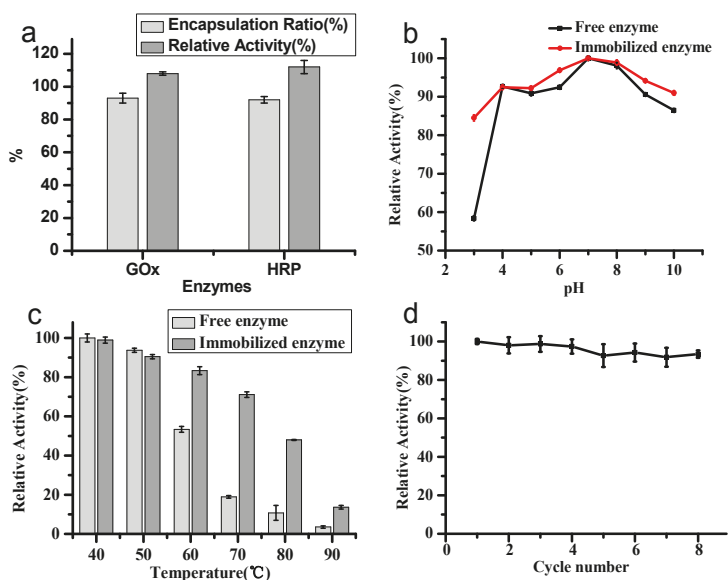 a
Encapsulation Ratio(%)
Relative Activity(%)
120
100
80
60
40
20
0
%
GOx HRP
Enzymes
b
Free enzyme
Immobilized enzyme
100
90
80
70
60
50
Relative Activity(%)
2 4 6 8 10
pH
c
Free enzyme
Immobilized enzyme
100
80
60
40
20
0
Relative Activity(%)
40 50 60 70 80 90
Temperature(℃)
d
120
100
80
60
40
20
0
Relative Activity(%)
0 2 4 6 8
Cycle number